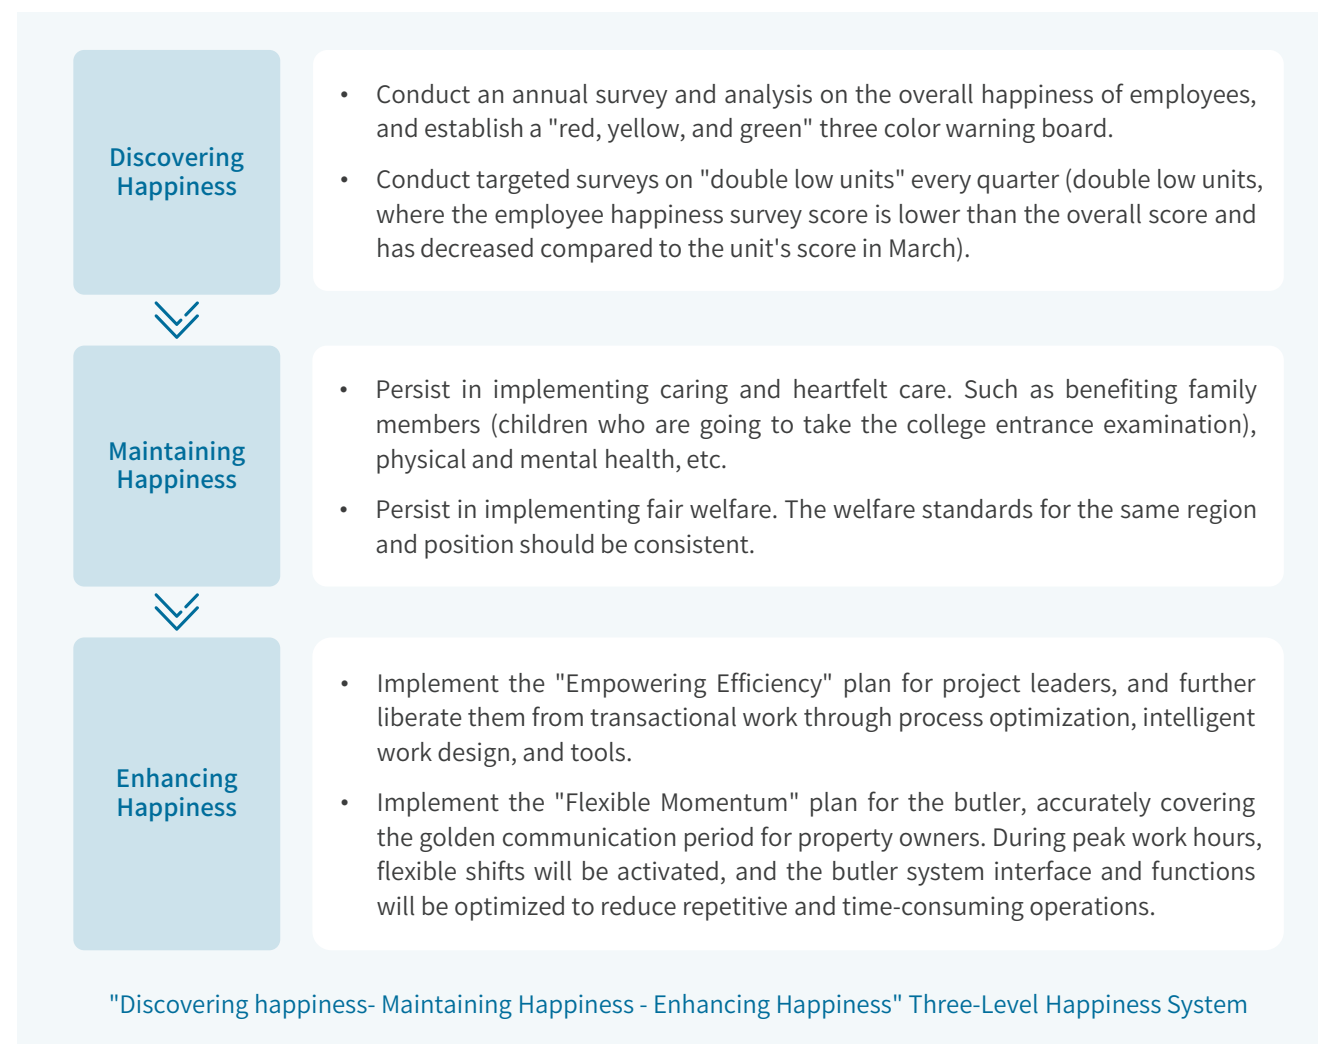 Discovering
Happiness
• Conduct an annual survey and analysis on the overall happiness of employees,
and establish a "red, yellow, and green" three color warning board.
• Conduct targeted surveys on "double low units" every quarter (double low units,
where the employee happiness survey score is lower than the overall score and
has decreased compared to the unit's score in March).
Maintaining
Happiness
• Persist in implementing caring and heartfelt care. Such as benefiting family
members (children who are going to take the college entrance examination),
physical and mental health, etc.
• Persist in implementing fair welfare. The welfare standards for the same region
and position should be consistent.
Enhancing
Happiness
• Implement the "Empowering Efficiency" plan for project leaders, and further
liberate them from transactional work through process optimization, intelligent
work design, and tools.
• Implement the "Flexible Momentum" plan for the butler, accurately covering
the golden communication period for property owners. During peak work hours,
flexible shifts will be activated, and the butler system interface and functions
will be optimized to reduce repetitive and time-consuming operations.
"Discovering happiness- Maintaining Happiness - Enhancing Happiness" Three-Level Happiness System